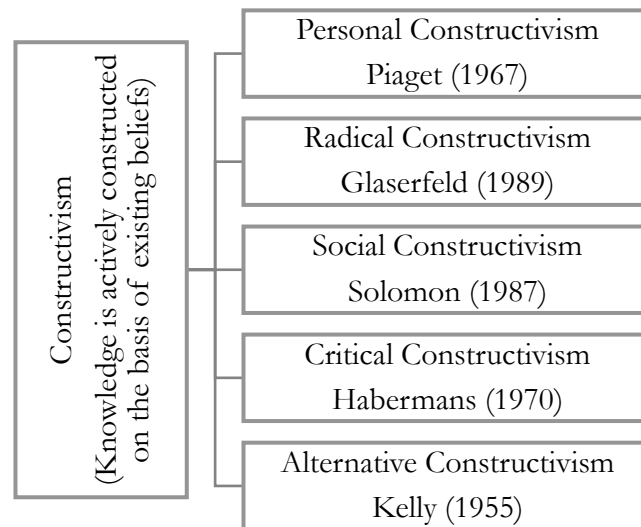 Constructivism
(Knowledge is actively constructed
on the basis of existing beliefs)
Personal Constructivism
Piaget (1967)
Radical Constructivism
Glaserfeld (1989)
Social Constructivism
Solomon (1987)
Critical Constructivism
Habermans (1970)
Alternative Constructivism
Kelly (1955)